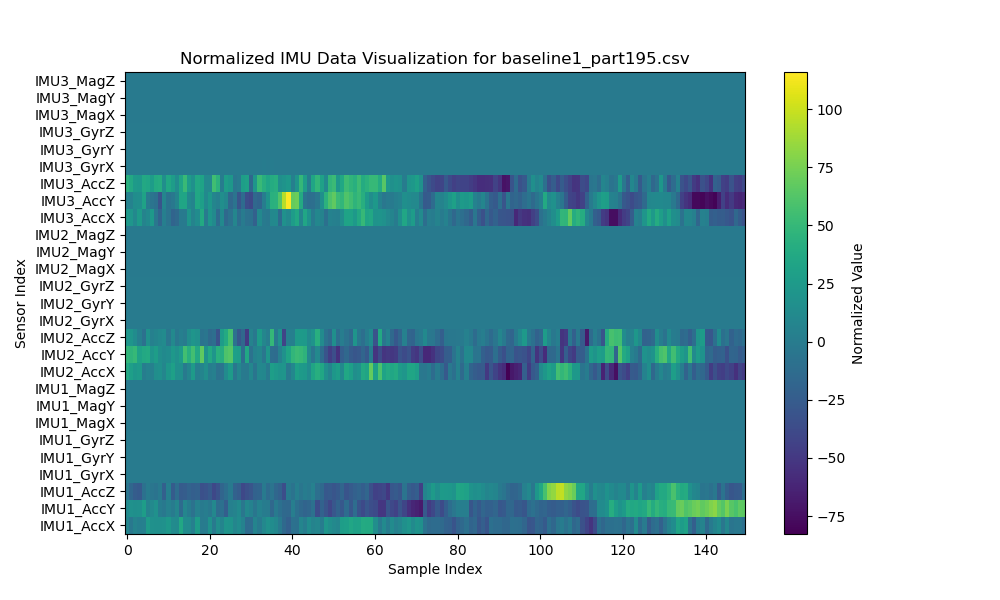 Normalized IMU Data Visualization for baseline1_part195.csv
IMU3_MagZ
IMU3_MagY
IMU3_MagX
IMU3_GyrZ
IMU3_GyrY
IMU3_GyrX
IMU3_AccZ
IMU3_AccY
IMU3_AccX
IMU2_MagZ
IMU2_MagY
IMU2_MagX
IMU2_GyrZ
IMU2_GyrY
IMU2_GyrX
IMU2_AccZ
IMU2_AccY
IMU2_AccX
IMU1_MagZ
IMU1_MagY
IMU1_MagX
IMU1_GyrZ
IMU1_GyrY
IMU1_GyrX
IMU1_AccZ
IMU1_AccY
IMU1_AccX
Sensor Index
0 20 40 60 80 100 120 140
Sample Index
100
75
50
25
0
−25
−50
−75
Normalized Value